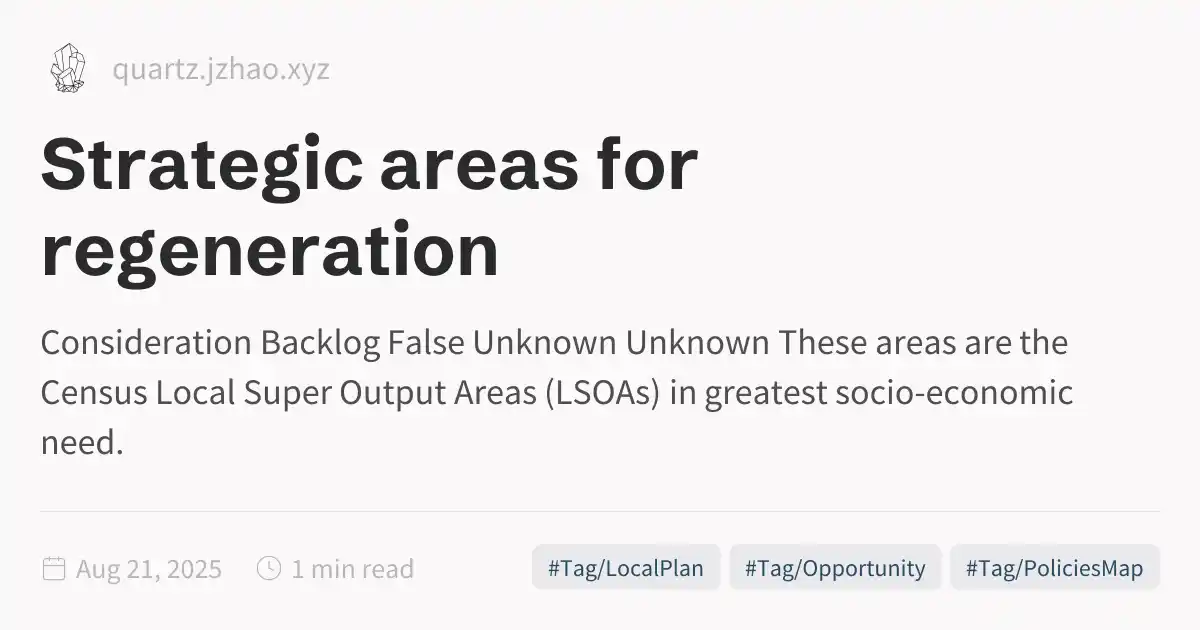 quartz.jzhao.xyz
Strategic areas for
regeneration
Consideration Backlog False Unknown Unknown These areas are the
Census Local Super Output Areas (LSOAs) in greatest socio-economic
need.
Aug 21, 2025 1 min read #Tag/LocalPlan #Tag/Opportunity #Tag/PoliciesMap